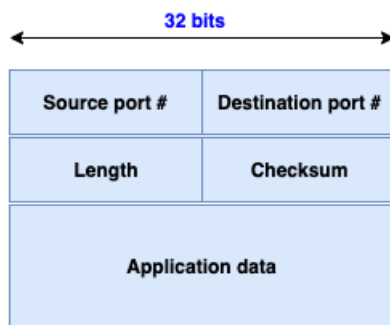 32 bits
Source port # Destination port #
Length Checksum
Application data